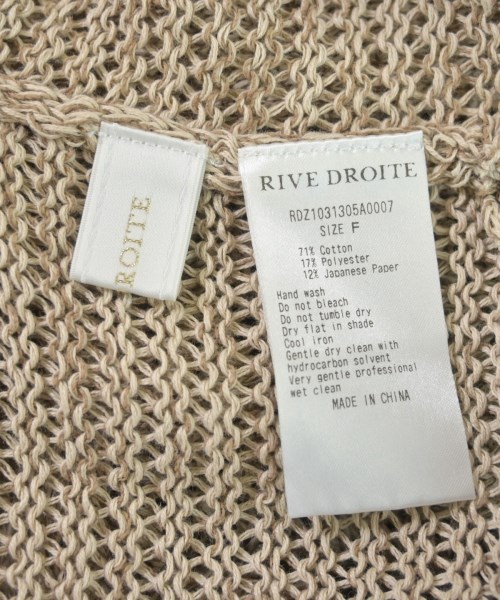 ROITE
RIVE DROITE
RDZ1031305A0007
SIZE F
71% Cotton
17% Polyester
12% Japanese Paper
Hand wash
Do not bleach
Do not tumble dry
Dry flat in shade
Cool iron
Gentle dry clean with
hydrocarbon solvent
Very gentle professional
wet clean
MADE IN CHINA